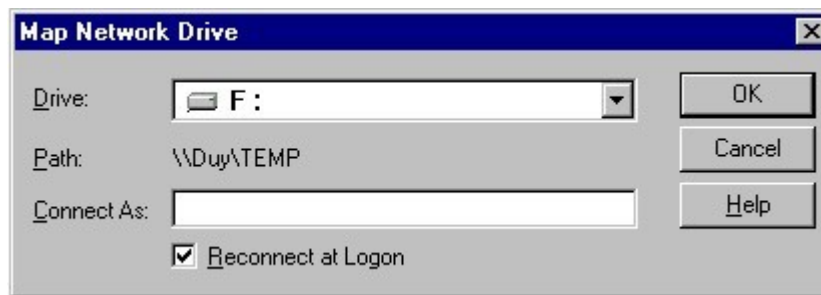 Map Network Drive
Drive:
F:
OK
Path:
\\Duy\TEMP
Cancel
Connect As:
Help
Reconnect at Logon